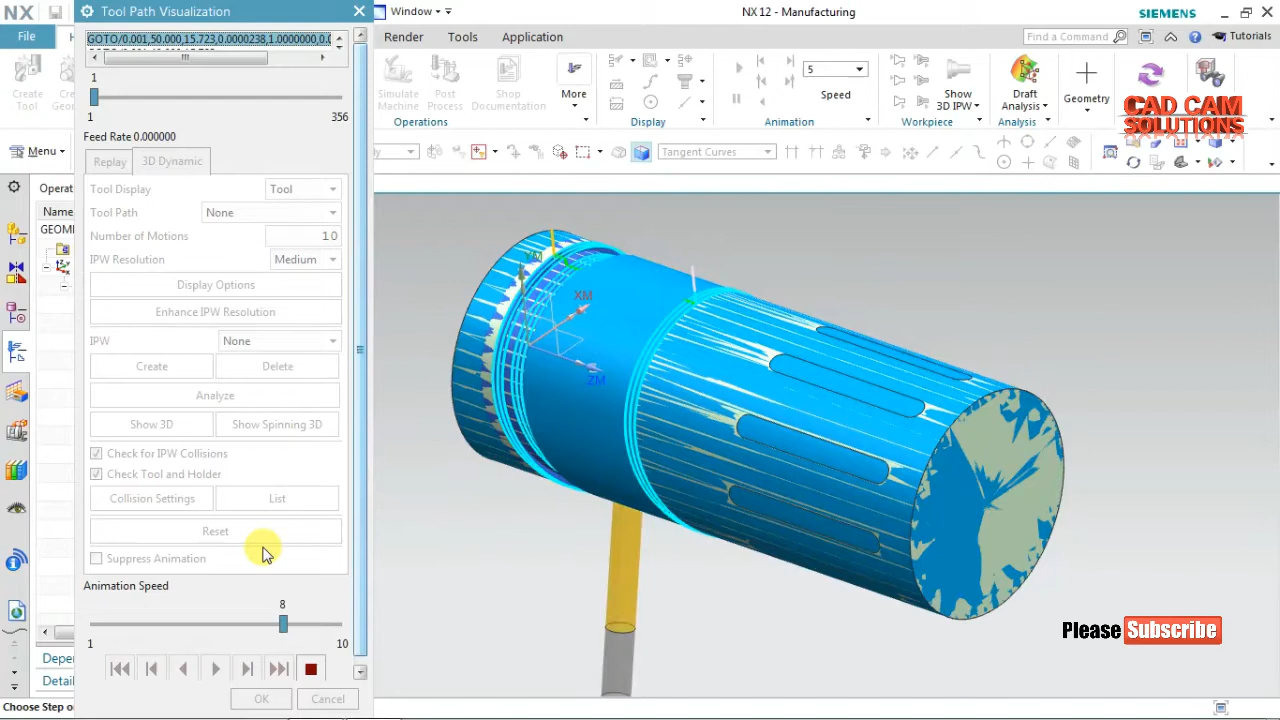 NX
Tool Path Visualization
Window
NX 12 - Manufacturing
SIEMENS
File
Render
Tools
Application
Find a Command
Tutorials
GOTO/0.001,50.000,15.723,0.0000238,1.0000000,0.0
1
1
356
Feed Rate 0.000000
Replay
3D Dynamic
Tool Display
Tool
Tool Path
None
Number of Motions
10
IPW Resolution
Medium
Display Options
Enhance IPW Resolution
IPW
None
Create
Delete
Analyze
Show 3D
Show Spinning 3D
Check for IPW Collisions
Check Tool and Holder
Collision Settings
List
Reset
Suppress Animation
Animation Speed
8
1
10
OK
Cancel
Create
Tool
Create
Simulate
Machine
Post
Process
Shop
Documentation
More
Operations
Display
5
Speed
Animation
Show
3D IPW
Workpiece
Draft
Analysis
Analysis
Geometry
CAD CAM
SOLUTIONS
Menu
Tangent Curves
Operat
Name
GEOM
Depen
Detail
Choose Step o
YM
XM
ZM
Please Subscribe